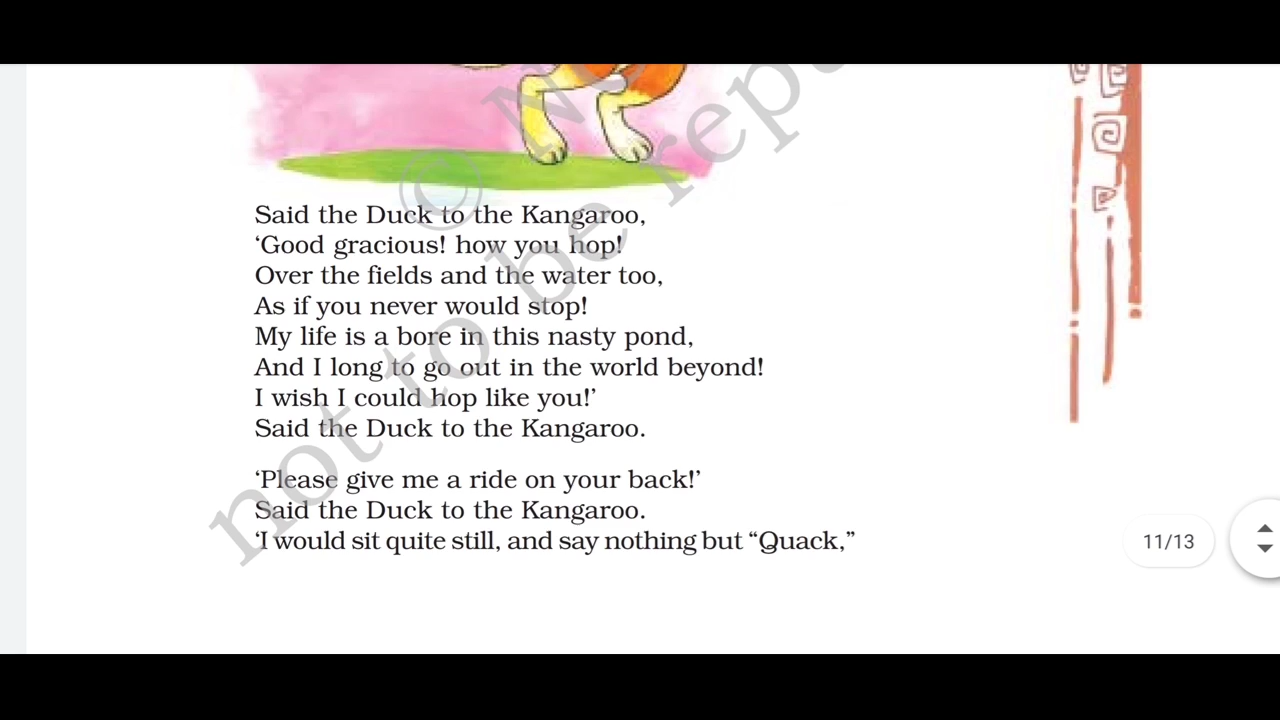 Said the Duck to the Kangaroo,
‘Good gracious! how you hop!
Over the fields and the water too,
As if you never would stop!
My life is a bore in this nasty pond,
And I long to go out in the world beyond!
I wish I could hop like you!’
Said the Duck to the Kangaroo.
‘Please give me a ride on your back!’
Said the Duck to the Kangaroo.
‘I would sit quite still, and say nothing but “Quack,”
11/13
not to be
©